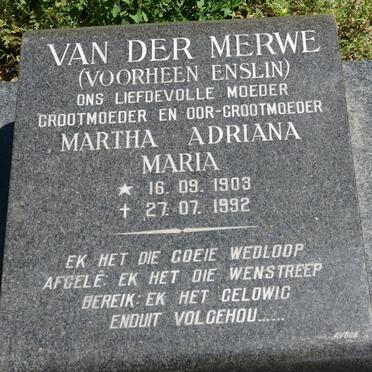 VAN DER MERWE
(VOORHEEN ENSLIN)
ONS LIEFDEVOLLE MOEDER
GROOTMOEDER EN OOR-GROOTMOEDER
MARTHA ADRIANA
MARIA
★ 16. 09. 1903
✝ 27. 07. 1992
EK HET DIE GOEIE WEDLOOP
AFGELÊ: EK HET DIE WENSTREEP
BEREIK: EK HET GELOWIG
ENDUIT VOLGEHOU......